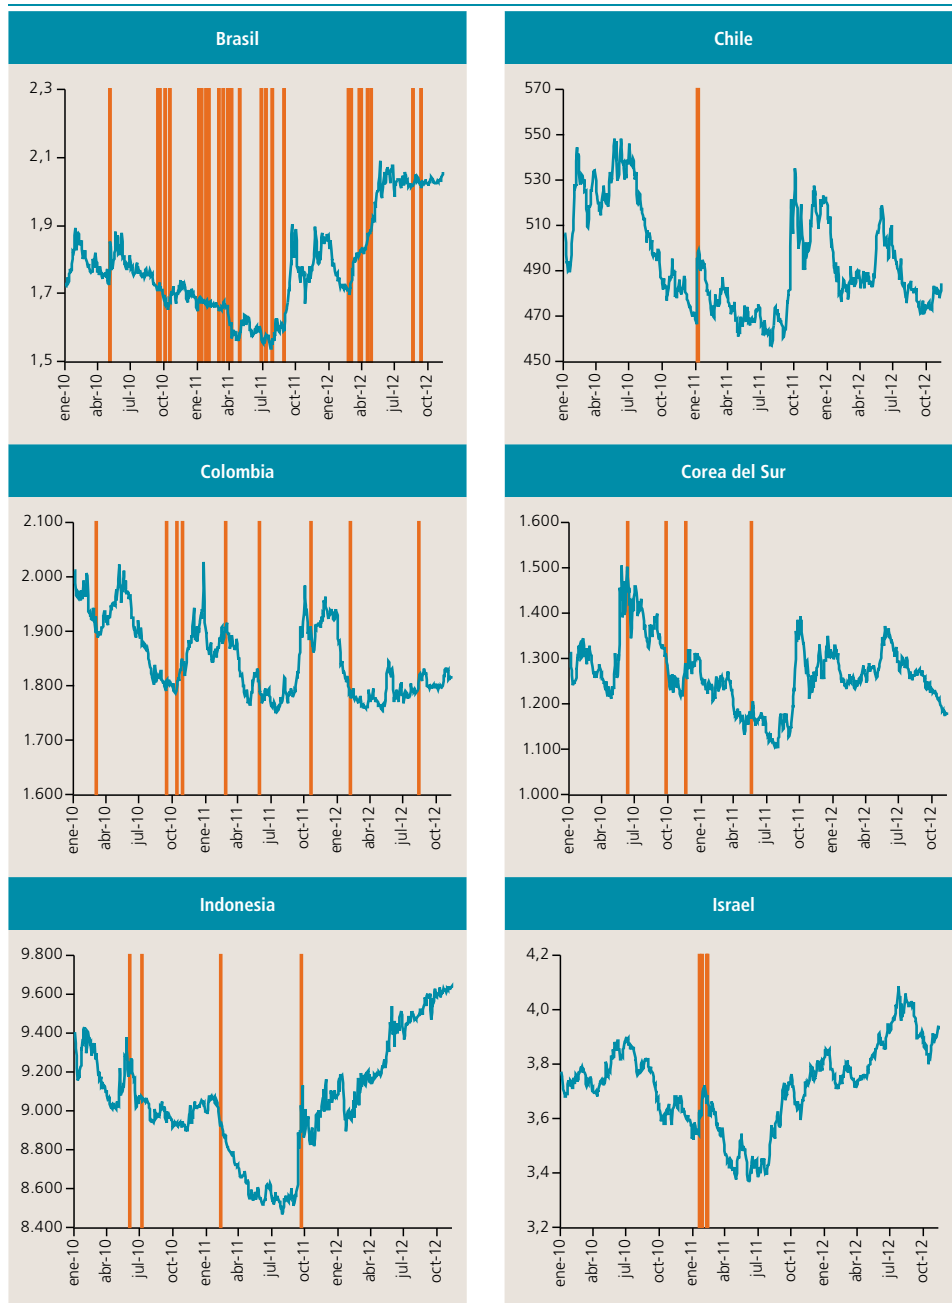 Brasil
2,3
2,1
1,9
1,7
1,5
ene-10
abr-10
jul-10
oct-10
ene-11
abr-11
jul-11
oct-11
ene-12
abr-12
jul-12
oct-12
Chile
570
550
530
510
490
470
450
ene-10
abr-10
jul-10
oct-10
ene-11
abr-11
jul-11
oct-11
ene-12
abr-12
jul-12
oct-12
Colombia
2.100
2.000
1.900
1.800
1.700
1.600
ene-10
abr-10
jul-10
oct-10
ene-11
abr-11
jul-11
oct-11
ene-12
abr-12
jul-12
oct-12
Corea del Sur
1.600
1.500
1.400
1.300
1.200
1.100
1.000
ene-10
abr-10
jul-10
oct-10
ene-11
abr-11
jul-11
oct-11
ene-12
abr-12
jul-12
oct-12
Indonesia
9.800
9.600
9.400
9.200
9.000
8.800
8.600
8.400
ene-10
abr-10
jul-10
oct-10
ene-11
abr-11
jul-11
oct-11
ene-12
abr-12
jul-12
oct-12
Israel
4,2
4,0
3,8
3,6
3,4
3,2
ene-10
abr-10
jul-10
oct-10
ene-11
abr-11
jul-11
oct-11
ene-12
abr-12
jul-12
oct-12